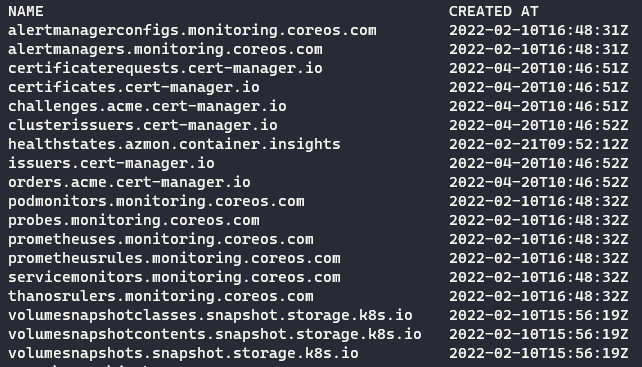 NAME CREATED AT
alertmanagerconfigs.monitoring.coreos.com 2022-02-10T16:48:31Z
alertmanagers.monitoring.coreos.com 2022-02-10T16:48:31Z
certificaterequests.cert-manager.io 2022-04-20T10:46:51Z
certificates.cert-manager.io 2022-04-20T10:46:51Z
challenges.acme.cert-manager.io 2022-04-20T10:46:51Z
clusterissuers.cert-manager.io 2022-04-20T10:46:52Z
healthstates.azmon.container.insights 2022-02-21T09:52:12Z
issuers.cert-manager.io 2022-04-20T10:46:52Z
orders.acme.cert-manager.io 2022-04-20T10:46:52Z
podmonitors.monitoring.coreos.com 2022-02-10T16:48:32Z
probes.monitoring.coreos.com 2022-02-10T16:48:32Z
prometheuses.monitoring.coreos.com 2022-02-10T16:48:32Z
prometheusrules.monitoring.coreos.com 2022-02-10T16:48:32Z
servicemonitors.monitoring.coreos.com 2022-02-10T16:48:32Z
thanosrulers.monitoring.coreos.com 2022-02-10T16:48:32Z
volumesnapshotclasses.snapshot.storage.k8s.io 2022-02-10T15:56:19Z
volumesnapshotcontents.snapshot.storage.k8s.io 2022-02-10T15:56:19Z
volumesnapshots.snapshot.storage.k8s.io 2022-02-10T15:56:19Z